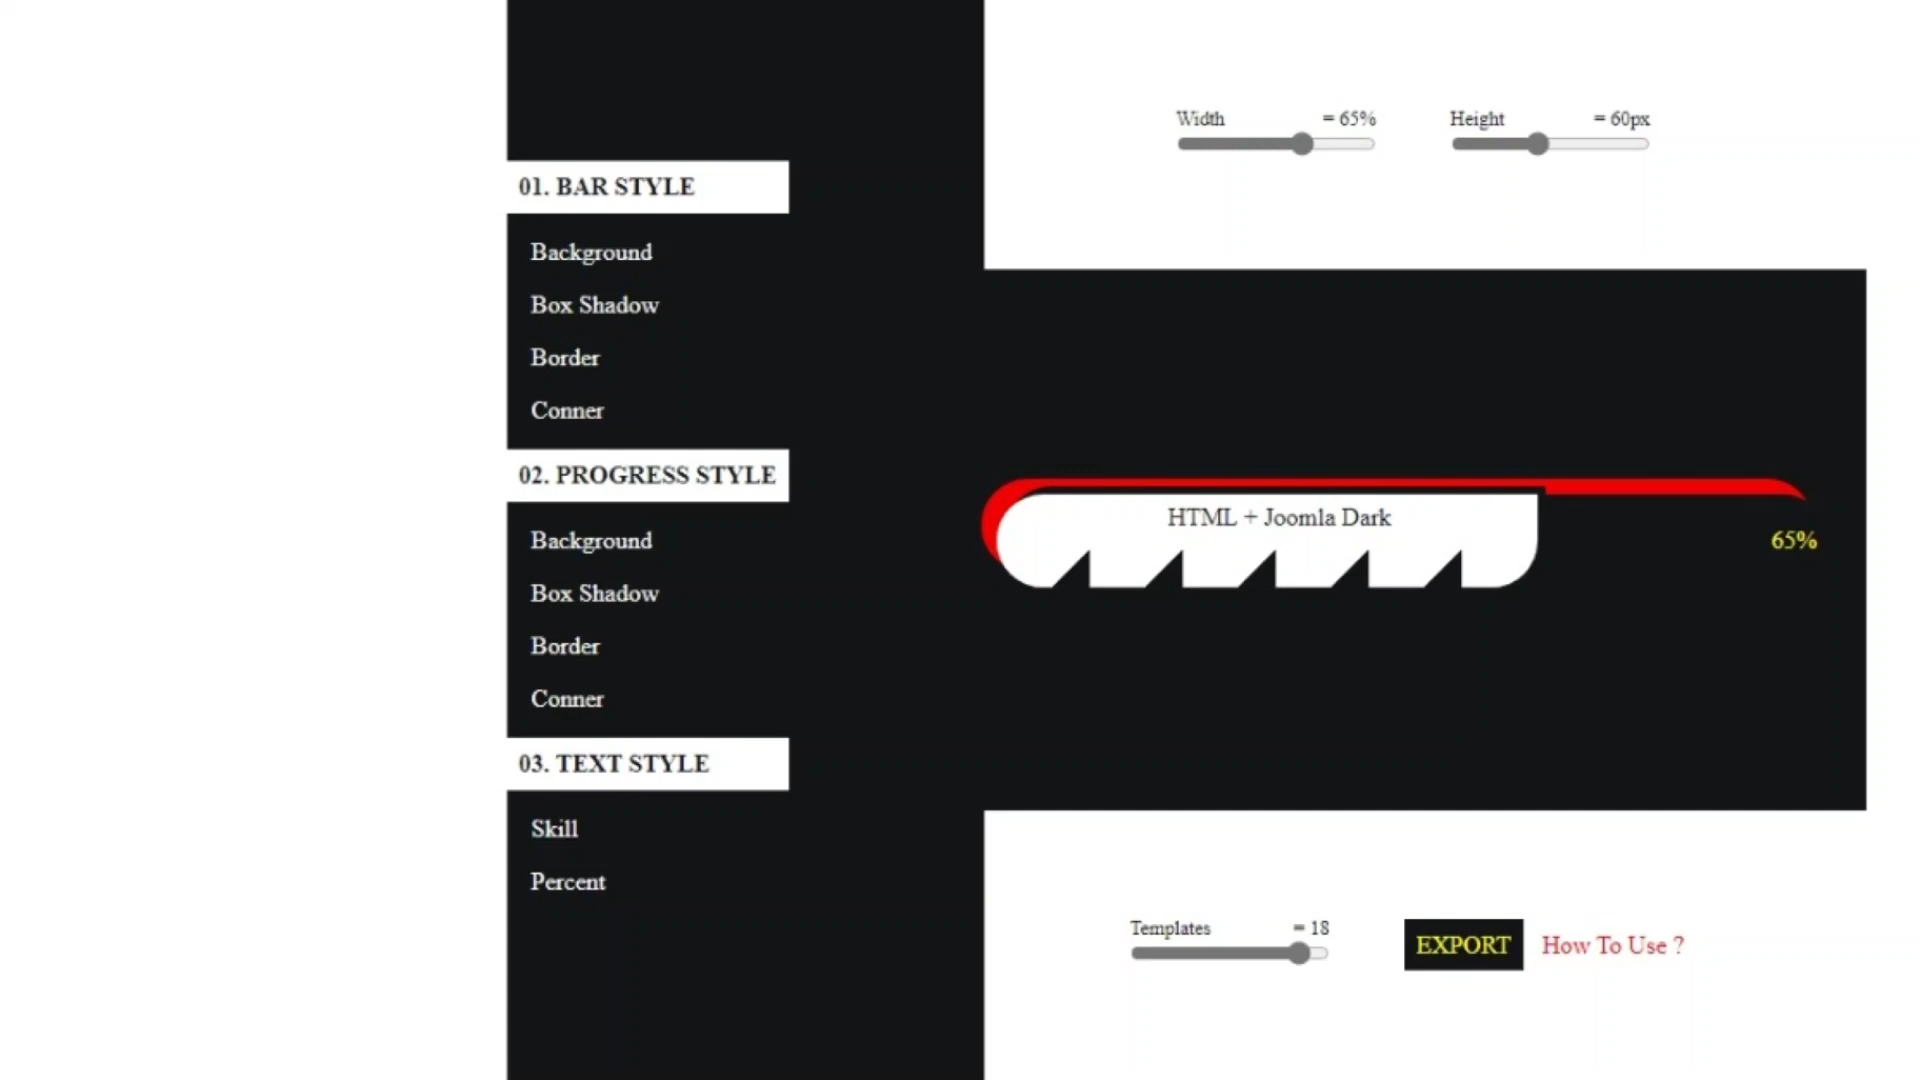 Width = 65% Height = 60px
01. BAR STYLE
Background
Box Shadow
Border
Conner
02. PROGRESS STYLE
Background
Box Shadow
Border
Conner
03. TEXT STYLE
Skill
Percent
HTML + Joomla Dark
65%
Templates = 18
EXPORT How To Use ?